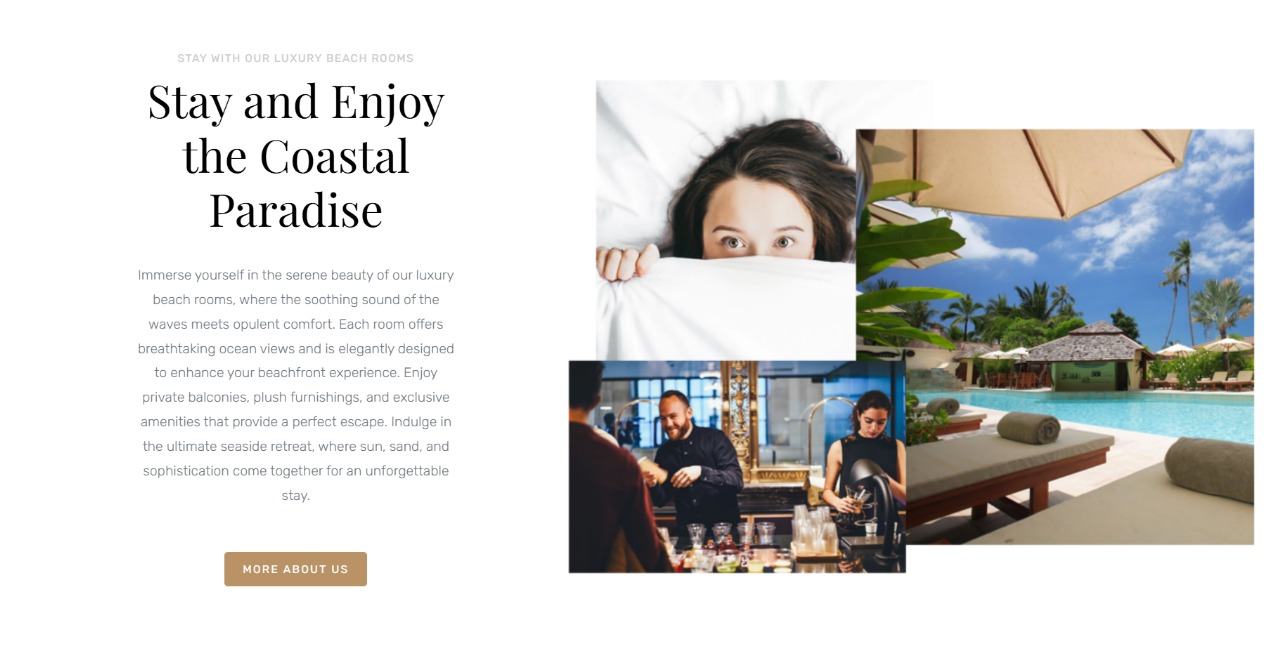 STAY WITH OUR LUXURY BEACH ROOMS
Stay and Enjoy
the Coastal
Paradise
Immerse yourself in the serene beauty of our luxury
beach rooms, where the soothing sound of the
waves meets opulent comfort. Each room offers
breathtaking ocean views and is elegantly designed
to enhance your beachfront experience. Enjoy
private balconies, plush furnishings, and exclusive
amenities that provide a perfect escape. Indulge in
the ultimate seaside retreat, where sun, sand, and
sophistication come together for an unforgettable
stay.
MORE ABOUT US